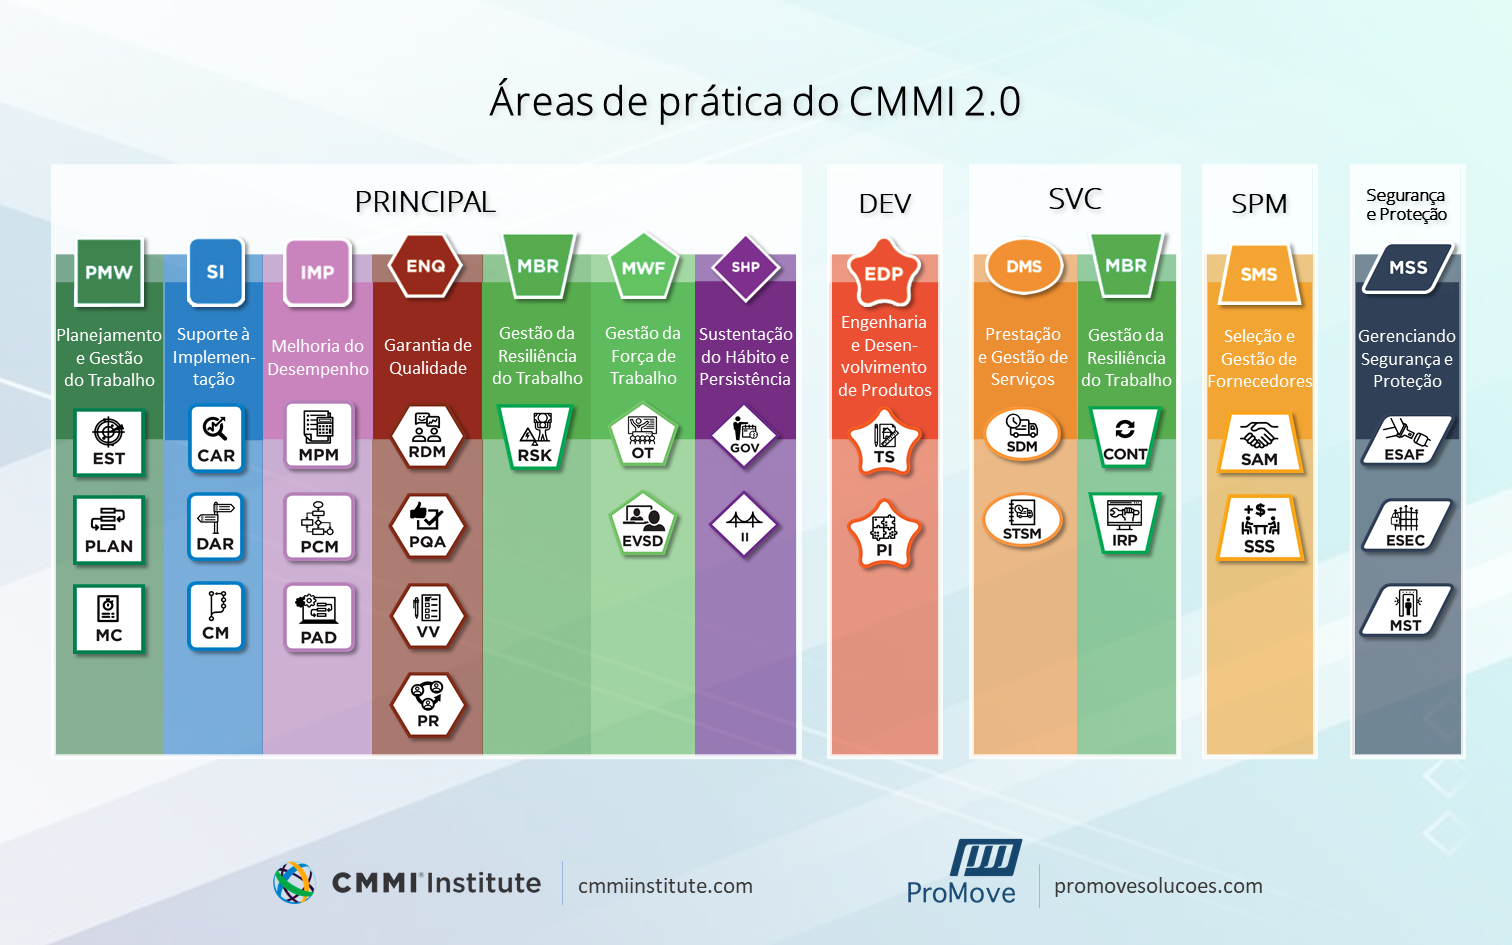 Áreas de prática do CMMI 2.0
PRINCIPAL
PMW
Planejamento
e Gestão
do Trabalho
EST
PLAN
MC
SI
Suporte à
Implemen-
tação
CAR
DAR
CM
IMP
Melhoria do
Desempenho
MPM
PCM
PAD
ENQ
Garantia de
Qualidade
RDM
PQA
VV
PR
MBR
Gestão da
Resiliência
do Trabalho
RSK
MWF
Gestão da
Força de
Trabalho
OT
EVSD
SHP
Sustentação
do Hábito e
Persistência
GOV
II
DEV
EDP
Engenharia
e Desen-
volvimento
de Produtos
TS
PI
SVC
DMS
Prestação
e Gestão de
Serviços
SDM
STSM
MBR
Gestão da
Resiliência
do Trabalho
CONT
IRP
SPM
SMS
Seleção e
Gestão de
Fornecedores
SAM
+$-
SSS
Segurança
e Proteção
MSS
Gerenciando
Segurança e
Proteção
ESAF
ESEC
MST
CMMI® Institute
cmmiinstitute.com
ProMove
promovesolucoes.com